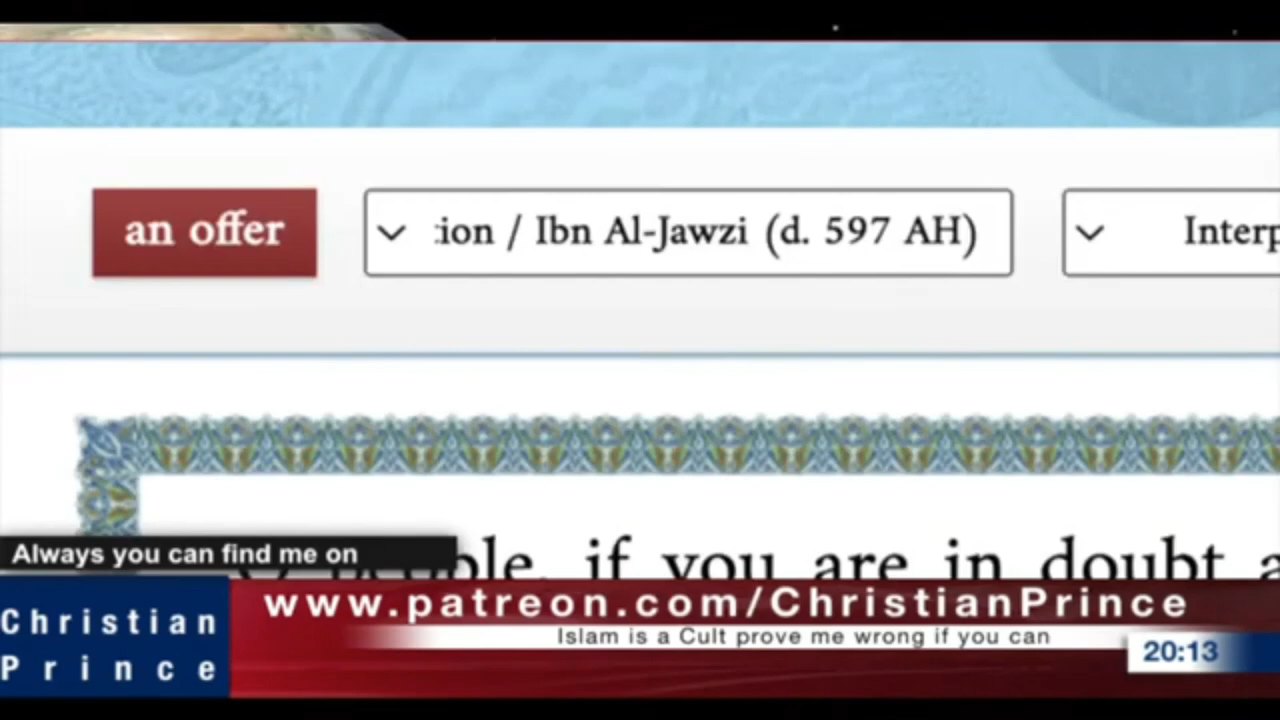 an offer
:ion / Ibn Al-Jawzi (d. 597 AH)
Interp
if you are in doubt a
Always you can find me on
www.patreon.com/ChristianPrince
Christian
Prince
Islam is a Cult prove me wrong if you can
20:13